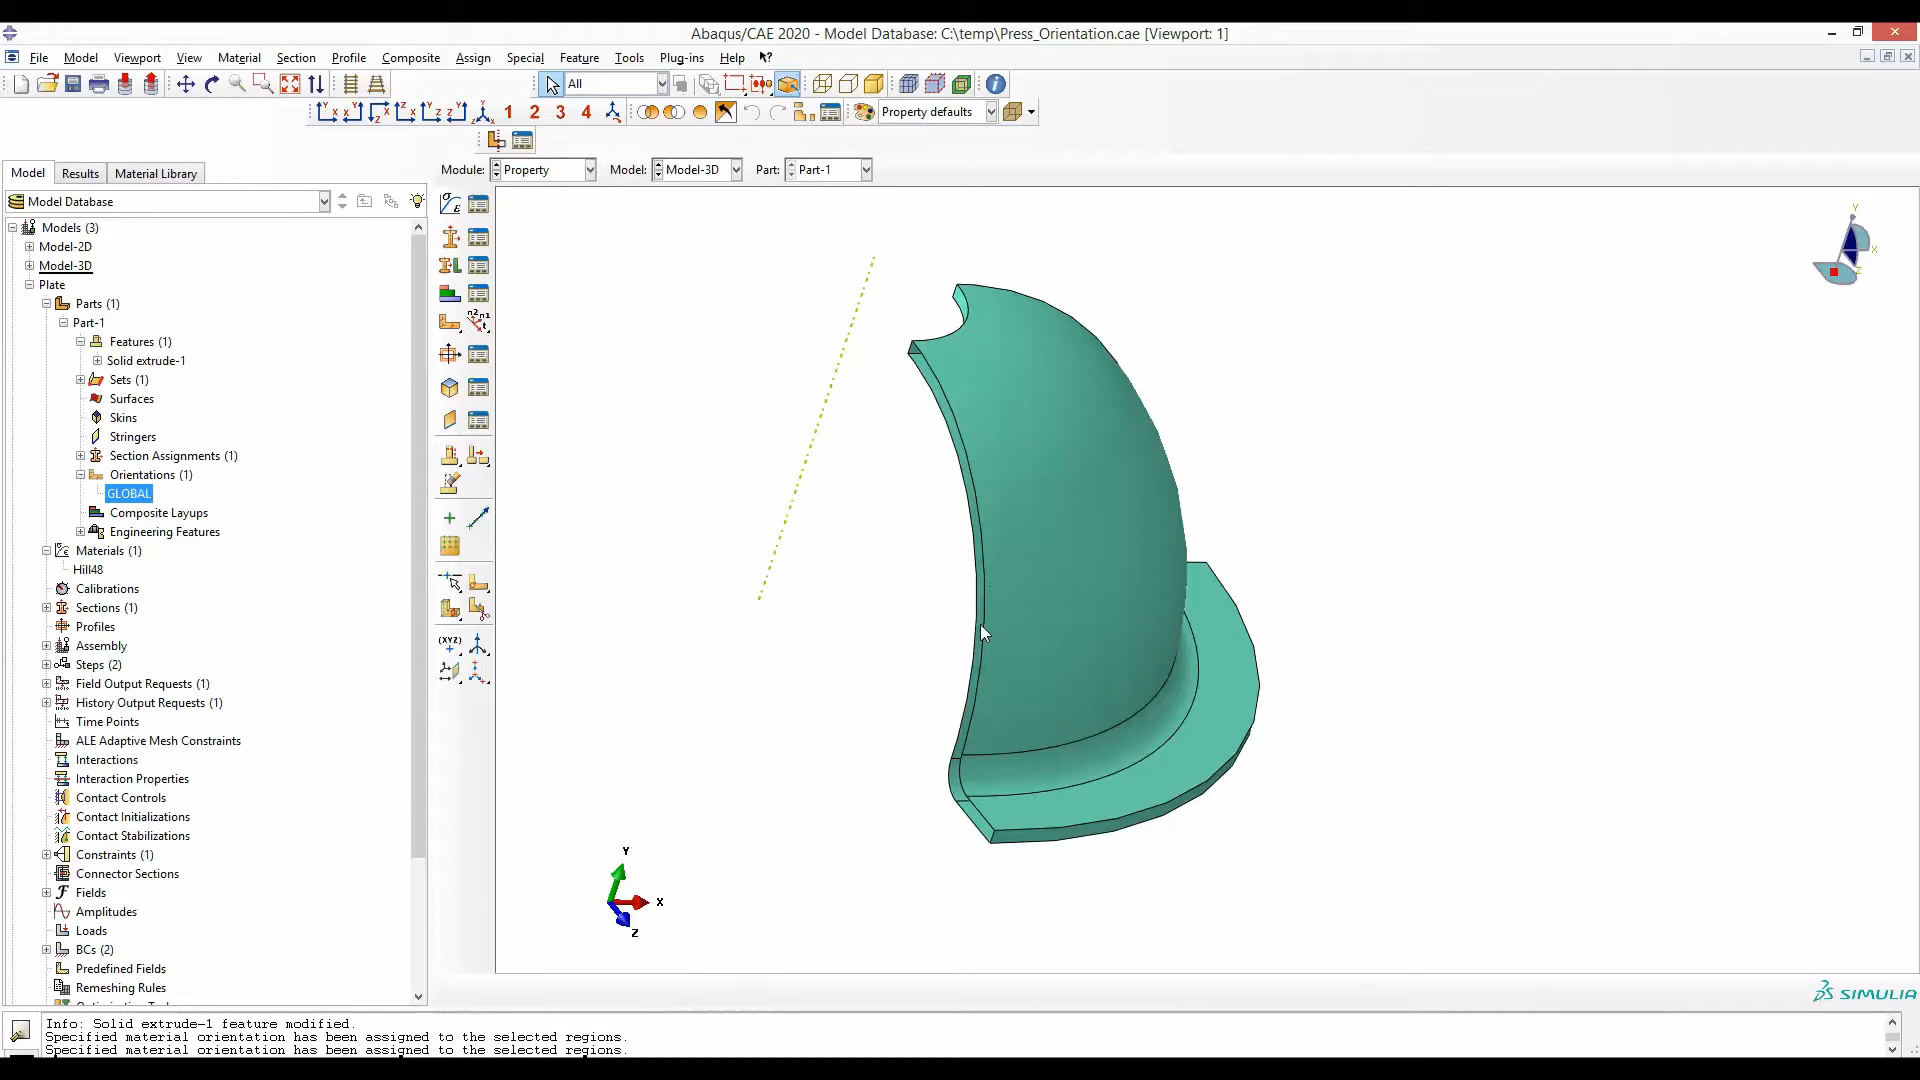 Abaqus/CAE 2020 - Model Database: C:\temp\Press_Orientation.cae [Viewport: 1]
File Model Viewport View Material Section Profile Composite Assign Special Feature Tools Plug-ins Help
All
1 2 3 4 Property defaults
Model Results Material Library
Module: Property Model: Model-3D Part: Part-1
Model Database
Models (3)
Model-2D
Model-3D
Plate
Parts (1)
Part-1
Features (1)
Solid extrude-1
Sets (1)
Surfaces
Skins
Stringers
Section Assignments (1)
Orientations (1)
GLOBAL
Composite Layups
Engineering Features
Materials (1)
Hill48
Calibrations
Sections (1)
Profiles
Assembly
Steps (2)
Field Output Requests (1)
History Output Requests (1)
Time Points
ALE Adaptive Mesh Constraints
Interactions
Interaction Properties
Contact Controls
Contact Initializations
Contact Stabilizations
Constraints (1)
Connector Sections
Fields
Amplitudes
Loads
BCs (2)
Predefined Fields
Remeshing Rules
Y
X
Z
Y
X
Z
SIMULIA
Info: Solid extrude-1 feature modified.
Specified material orientation has been assigned to the selected regions.
Specified material orientation has been assigned to the selected regions.